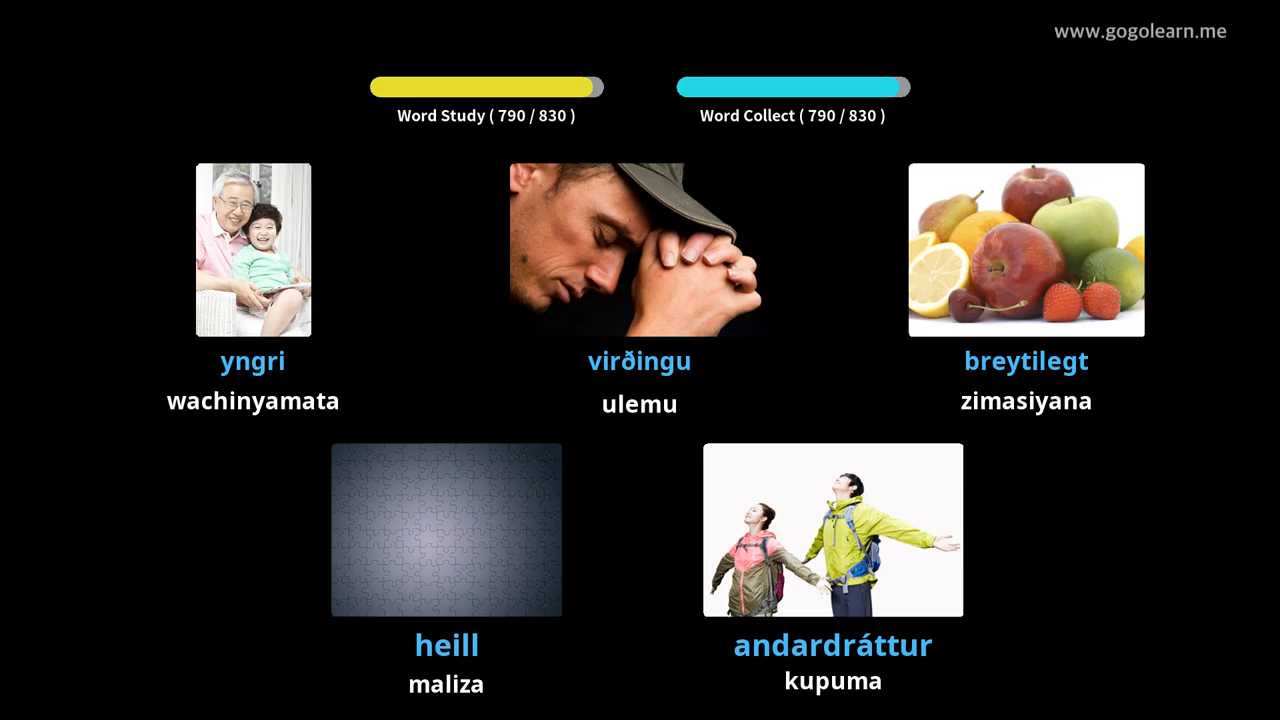 www.gogolearn.me
Word Study ( 790 / 830 )
Word Collect ( 790 / 830 )
yngri
wachinyamata
virðingu
ulemu
breytilegt
zimasiyana
heill
maliza
andardráttur
kupuma